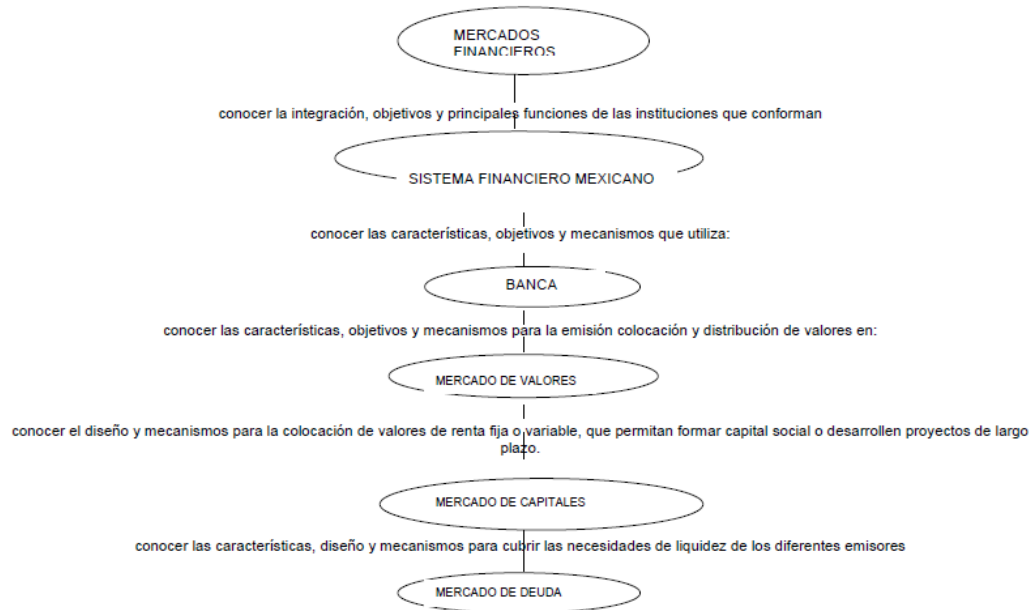 MERCADOS
FINANCIEROS
conocer la integración, objetivos y principales funciones de las instituciones que conforman
SISTEMA FINANCIERO MEXICANO
conocer las características, objetivos y mecanismos que utiliza:
BANCA
conocer las características, objetivos y mecanismos para la emisión colocación y distribución de valores en:
MERCADO DE VALORES
conocer el diseño y mecanismos para la colocación de valores de renta fija o variable, que permitan formar capital social o desarrollen proyectos de largo
plazo.
MERCADO DE CAPITALES
conocer las características, diseño y mecanismos para cubrir las necesidades de liquidez de los diferentes emisores
MERCADO DE DEUDA